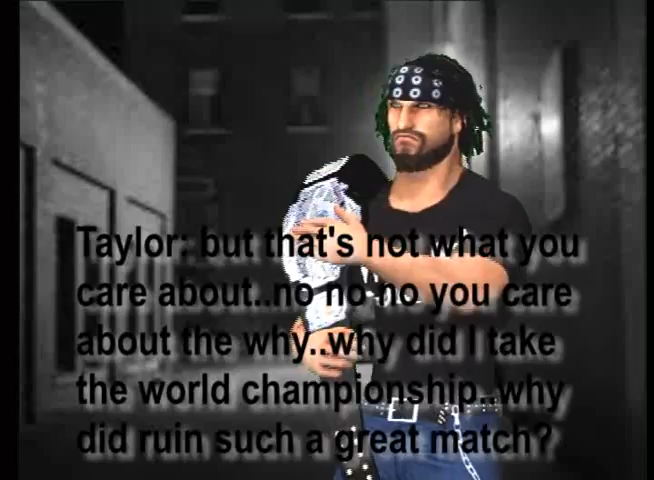 Taylor: but that's not what you
care about..no no no you care
about the why..why did I take
the world championship..why
did ruin such a great match?